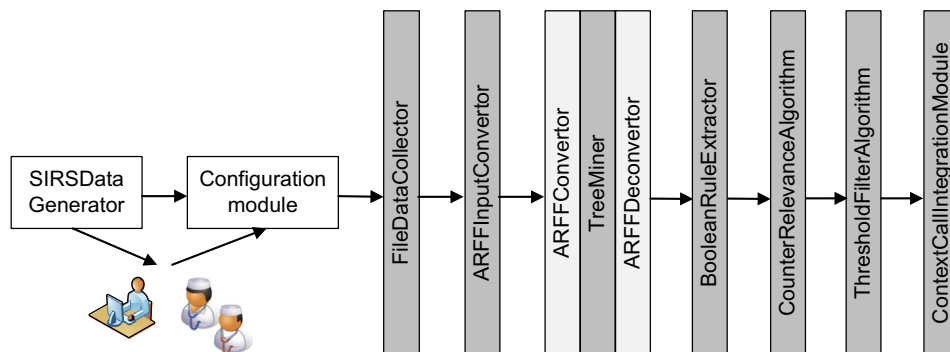 SIRSData
Generator
Configuration
module
FileDataCollector
ARFFInputConvertor
ARFFConvertor
TreeMiner
ARFFDeconvertor
BooleanRuleExtractor
CounterRelevanceAlgorithm
ThresholdFilterAlgorithm
ContextCallIntegrationModule